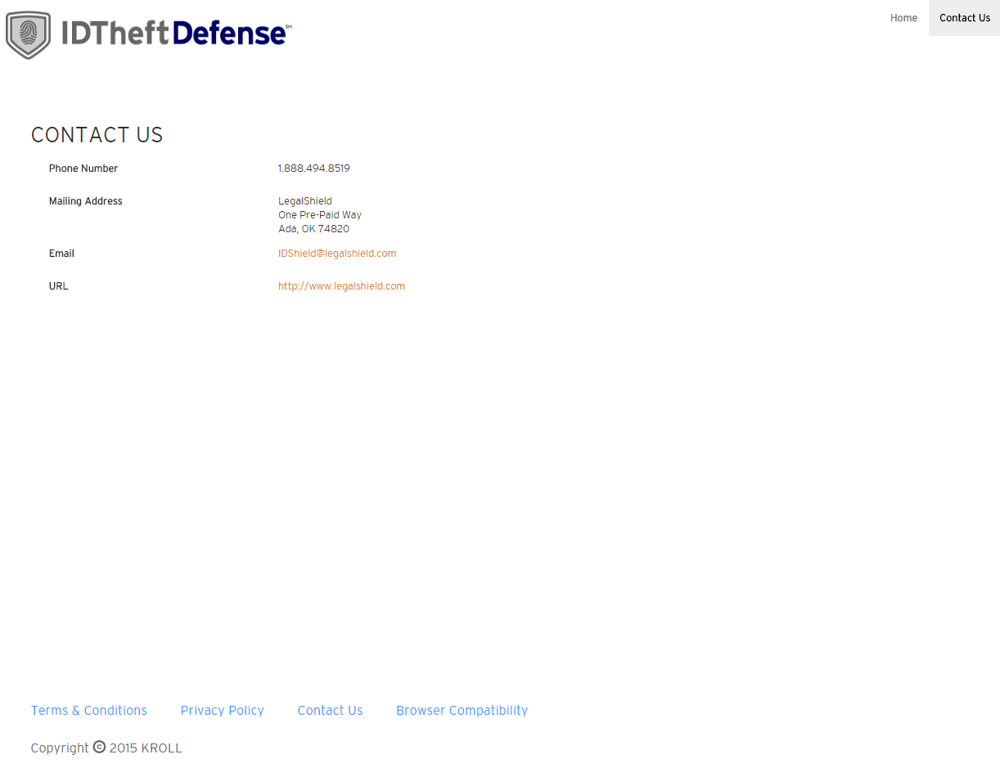 IDTheftDefense℠
Home
Contact Us
CONTACT US
Phone Number
1.888.494.8519
Mailing Address
LegalShield
One Pre-Paid Way
Ada, OK 74820
Email
IDShield@legalshield.com
URL
http://www.legalshield.com
Terms & Conditions
Privacy Policy
Contact Us
Browser Compatibility
Copyright © 2015 KROLL